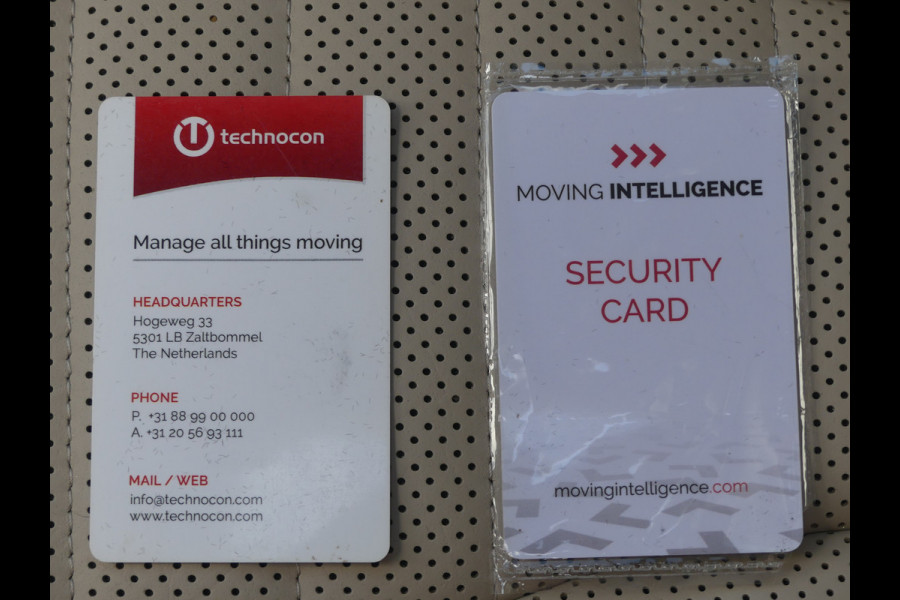 technocon
Manage all things moving
HEADQUARTERS
Hogeweg 33
5301 LB Zaltbommel
The Netherlands
PHONE
P. +31 88 99 00 000
A. +31 20 56 93 111
MAIL / WEB
info@technocon.com
www.technocon.com
MOVING INTELLIGENCE
SECURITY
CARD
movingintelligence.com